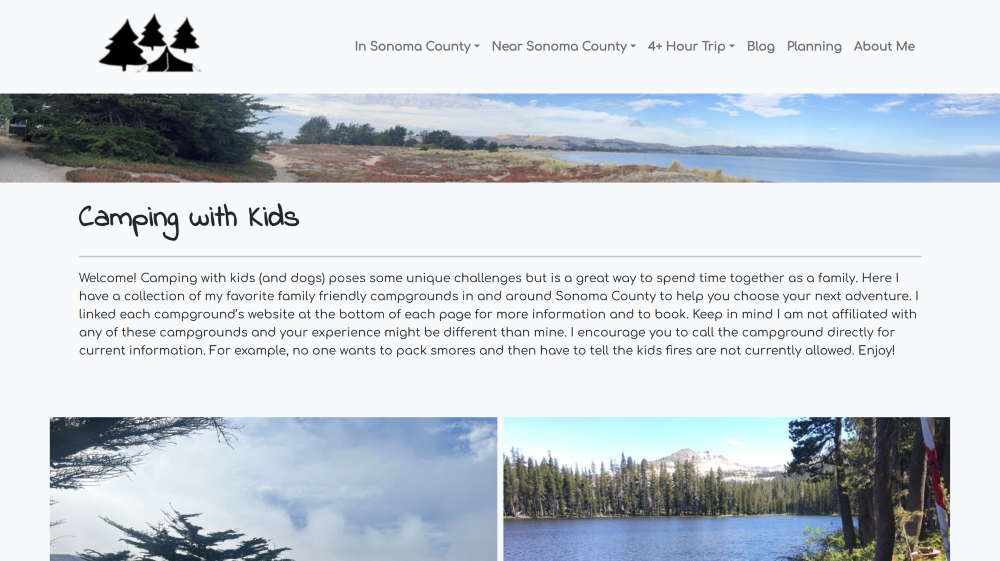 In Sonoma County Near Sonoma County 4+ Hour Trip Blog Planning About Me
Camping with Kids
Welcome! Camping with kids (and dogs) poses some unique challenges but is a great way to spend time together as a family. Here I
have a collection of my favorite family friendly campgrounds in and around Sonoma County to help you choose your next adventure. I
linked each campground's website at the bottom of each page for more information and to book. Keep in mind I am not affiliated with
any of these campgrounds and your experience might be different than mine. I encourage you to call the campground directly for
current information. For example, no one wants to pack smores and then have to tell the kids fires are not currently allowed. Enjoy!